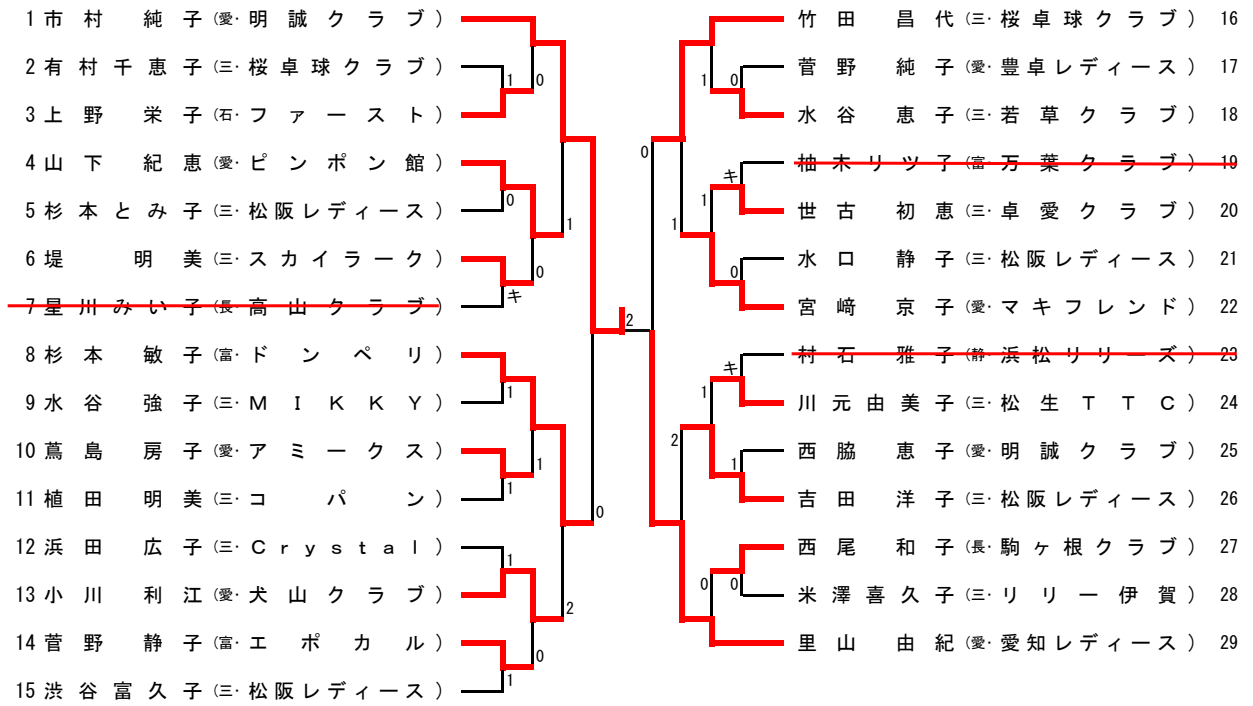 1 市村 純子 (愛・明誠クラブ)
2 有村千恵子 (三・桜卓球クラブ)
3 上野 栄子 (石・ファースト)
4 山下 紀恵 (愛・ピンポン館)
5 杉本とみ子 (三・松阪レディース)
6 堤 明美 (三・スカイラーク)
7 星川みい子 (長・高山クラブ)
8 杉本 敏子 (富・ドンペリ)
9 水谷 強子 (三・MIKKY)
10 蔦島 房子 (愛・アミークス)
11 植田 明美 (三・コパン)
12 浜田 広子 (三・Crystal)
13 小川 利江 (愛・犬山クラブ)
14 菅野 静子 (富・エポカル)
15 渋谷富久子 (三・松阪レディース)
1
0
0
1
0
キ
1
1
1
0
1
2
0
1
2
0
1
0
キ
1
1
0
キ
1
2
1
0
0
竹田 昌代 (三・桜卓球クラブ) 16
菅野 純子 (愛・豊卓レディース) 17
水谷 恵子 (三・若草クラブ) 18
柚木リツ子 (富・万葉クラブ) 19
世古 初恵 (三・卓愛クラブ) 20
水口 静子 (三・松阪レディース) 21
宮﨑 京子 (愛・マキフレンド) 22
村石 雅子 (静・浜松リリーズ) 23
川元由美子 (三・松生TTC) 24
西脇 恵子 (愛・明誠クラブ) 25
吉田 洋子 (三・松阪レディース) 26
西尾 和子 (長・駒ヶ根クラブ) 27
米澤喜久子 (三・リリー伊賀) 28
里山 由紀 (愛・愛知レディース) 29